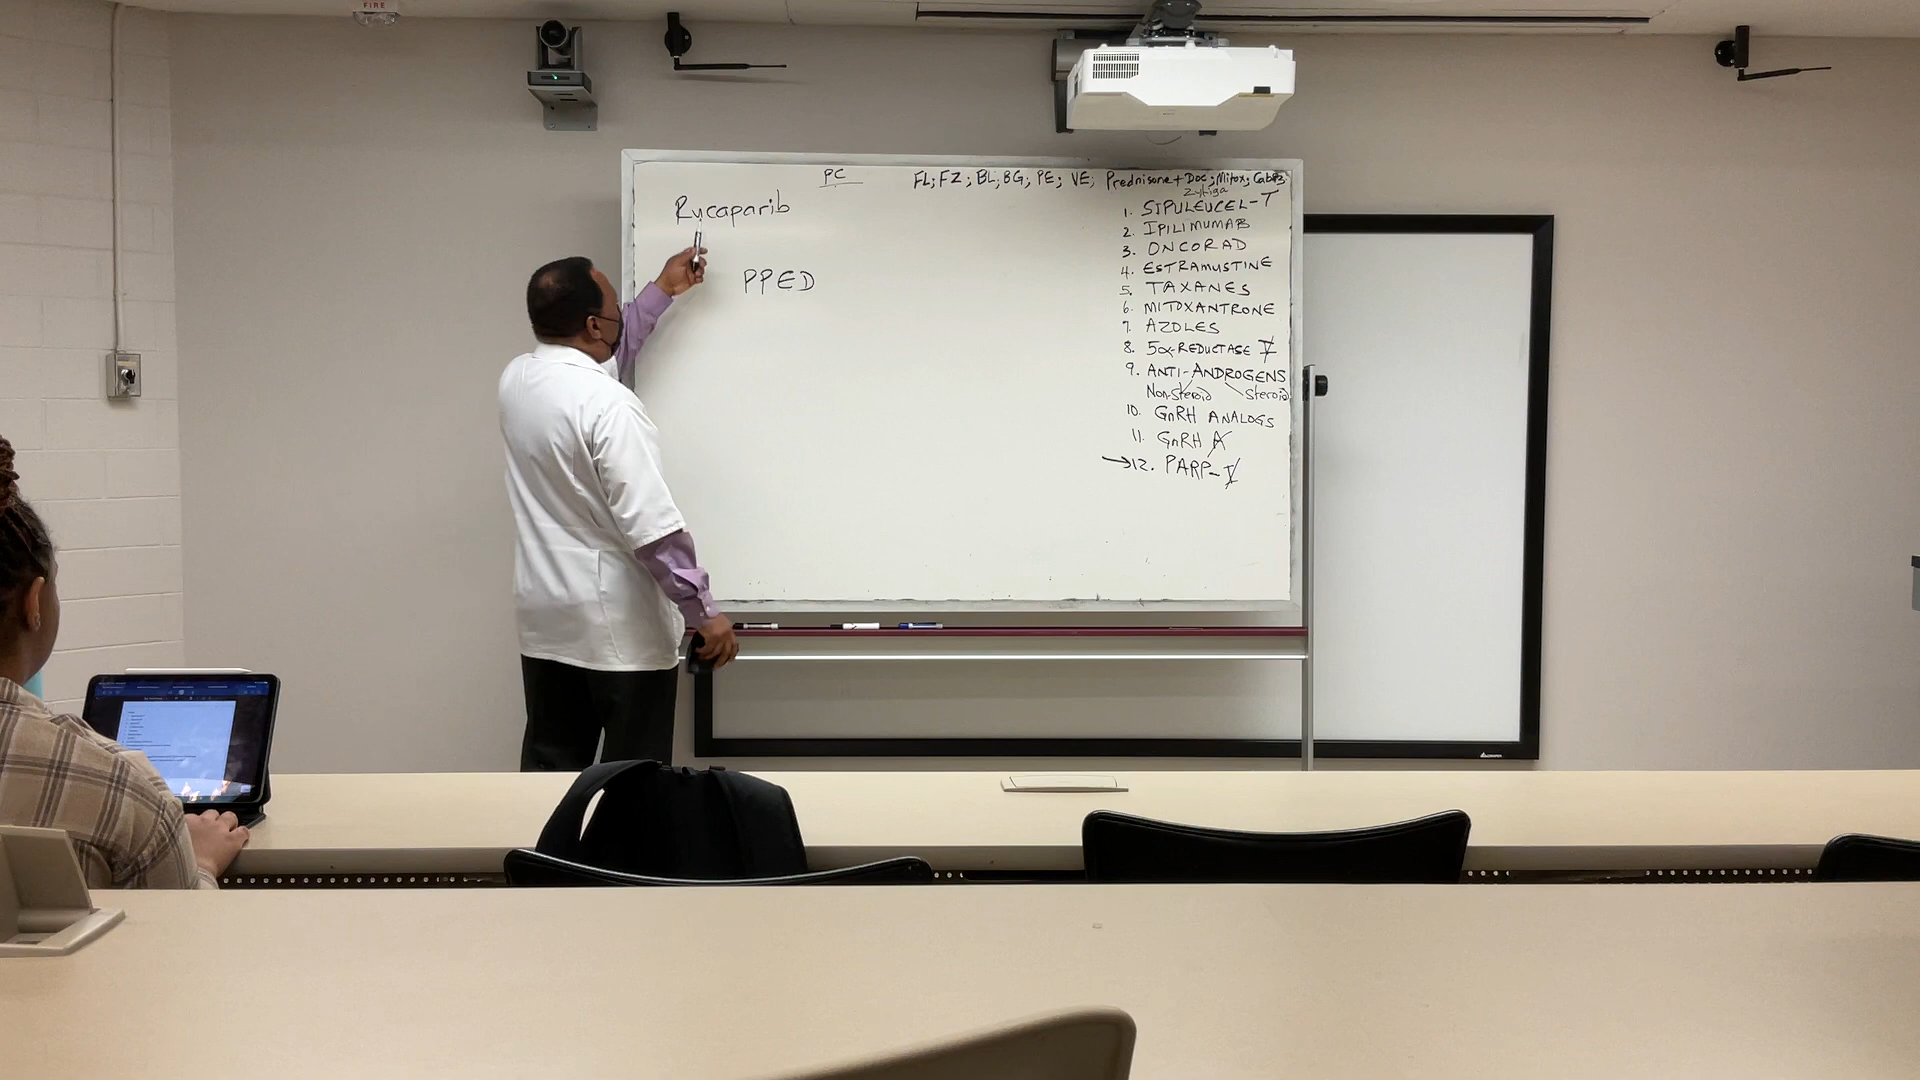 FIRE
PC
FL; FZ; BL; BG; PE; VE; Prednisone + Doc; Mitox; Cabaz
Zytiga
Rucaparib
PPED
1. SIPULEUCEL-T
2. IPILIMUMAB
3. ONCORAD
4. ESTRAMUSTINE
5. TAXANES
6. MITOXANTRONE
7. AZOLES
8. 5α-REDUCTASE I
9. ANTI-ANDROGENS
Non-Steroid Steroid
10. GnRH ANALOGS
11. GnRH A
→12. PARP-I